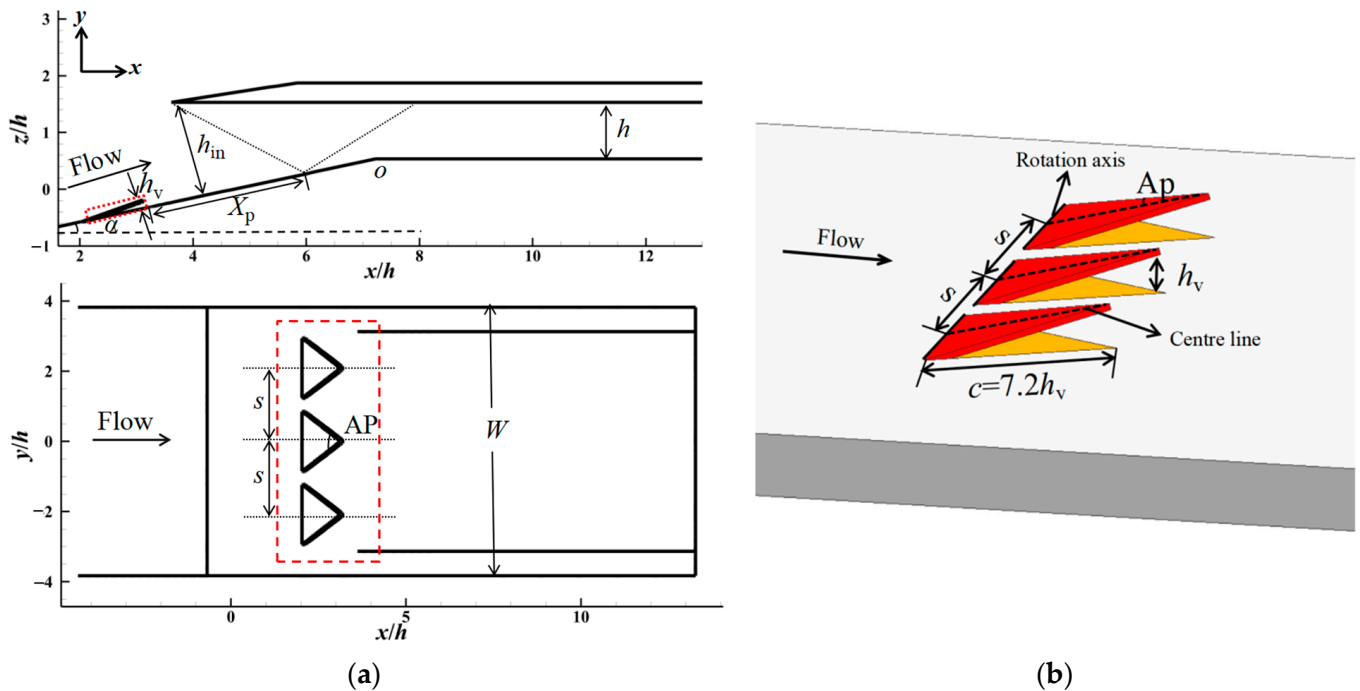 y
x
z/h
3
2
1
0
−1
Flow
h_v
h_in
X_p
α
o
h
2
4
6
8
10
12
x/h
4
2
0
−2
−4
y/h
Flow
s
s
AP
W
0
5
10
x/h
(a)
Rotation axis
Ap
Flow
s
s
h_v
Centre line
c=7.2h_v
(b)